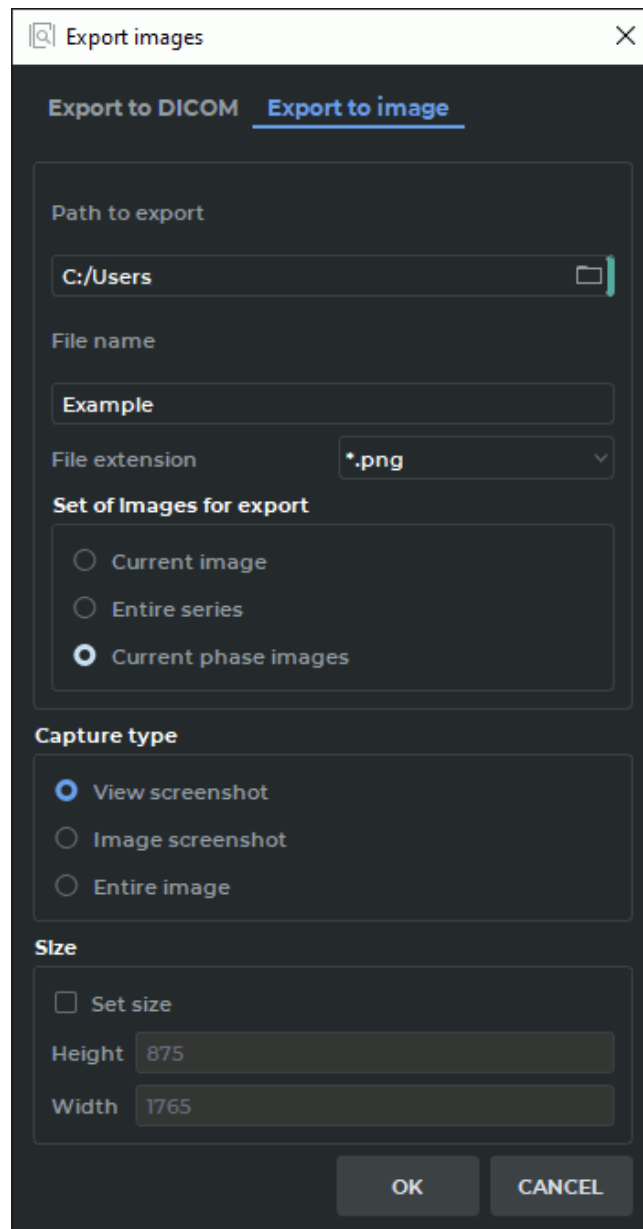 Export images
Export to DICOM Export to image
Path to export
C:/Users
File name
Example
File extension *.png
Set of Images for export
Current image
Entire series
Current phase images
Capture type
View screenshot
Image screenshot
Entire image
SIze
Set size
Height 875
Width 1765
OK CANCEL